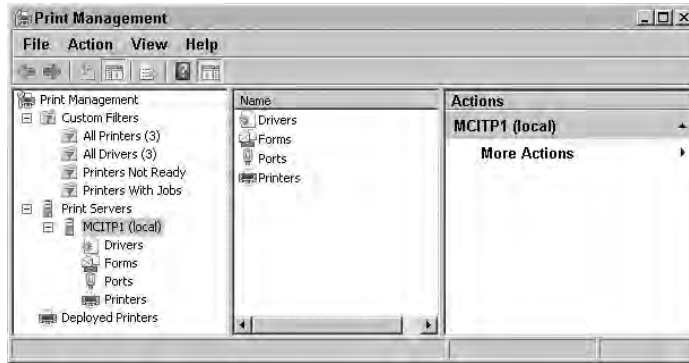 Print Management
File Action View Help
Print Management
Custom Filters
All Printers (3)
All Drivers (3)
Printers Not Ready
Printers With Jobs
Print Servers
MCITP1 (local)
Drivers
Forms
Ports
Printers
Deployed Printers
Name
Drivers
Forms
Ports
Printers
Actions
MCITP1 (local)
More Actions